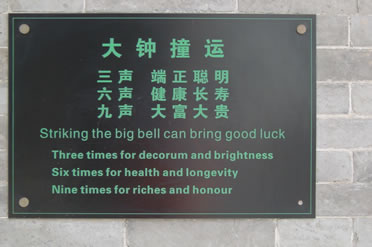 大钟撞运
三声 端正聪明
六声 健康长寿
九声 大富大贵
Striking the big bell can bring good luck
Three times for decorum and brightness
Six times for health and longevity
Nine times for riches and honour